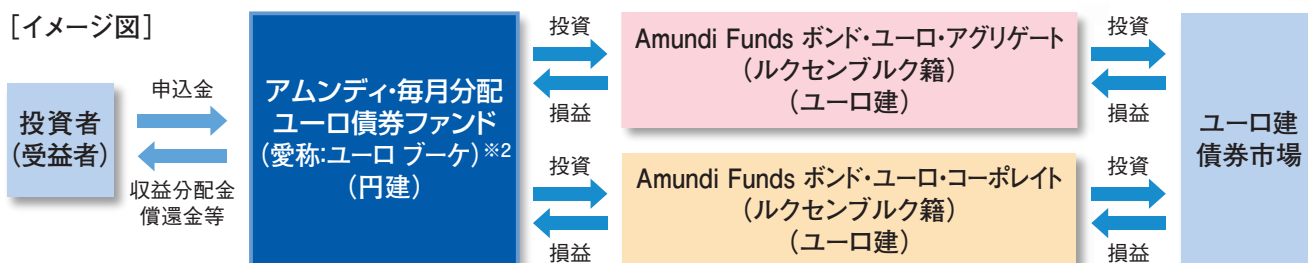 [イメージ図]
投資者
(受益者)
申込金
収益分配金
償還金等
アムンディ・毎月分配
ユーロ債券ファンド
(愛称:ユーロ ブーケ)※2
(円建)
投資
損益
投資
損益
Amundi Funds ボンド・ユーロ・アグリゲート
(ルクセンブルク籍)
(ユーロ建)
Amundi Funds ボンド・ユーロ・コーポレイト
(ルクセンブルク籍)
(ユーロ建)
投資
損益
投資
損益
ユーロ建
債券市場